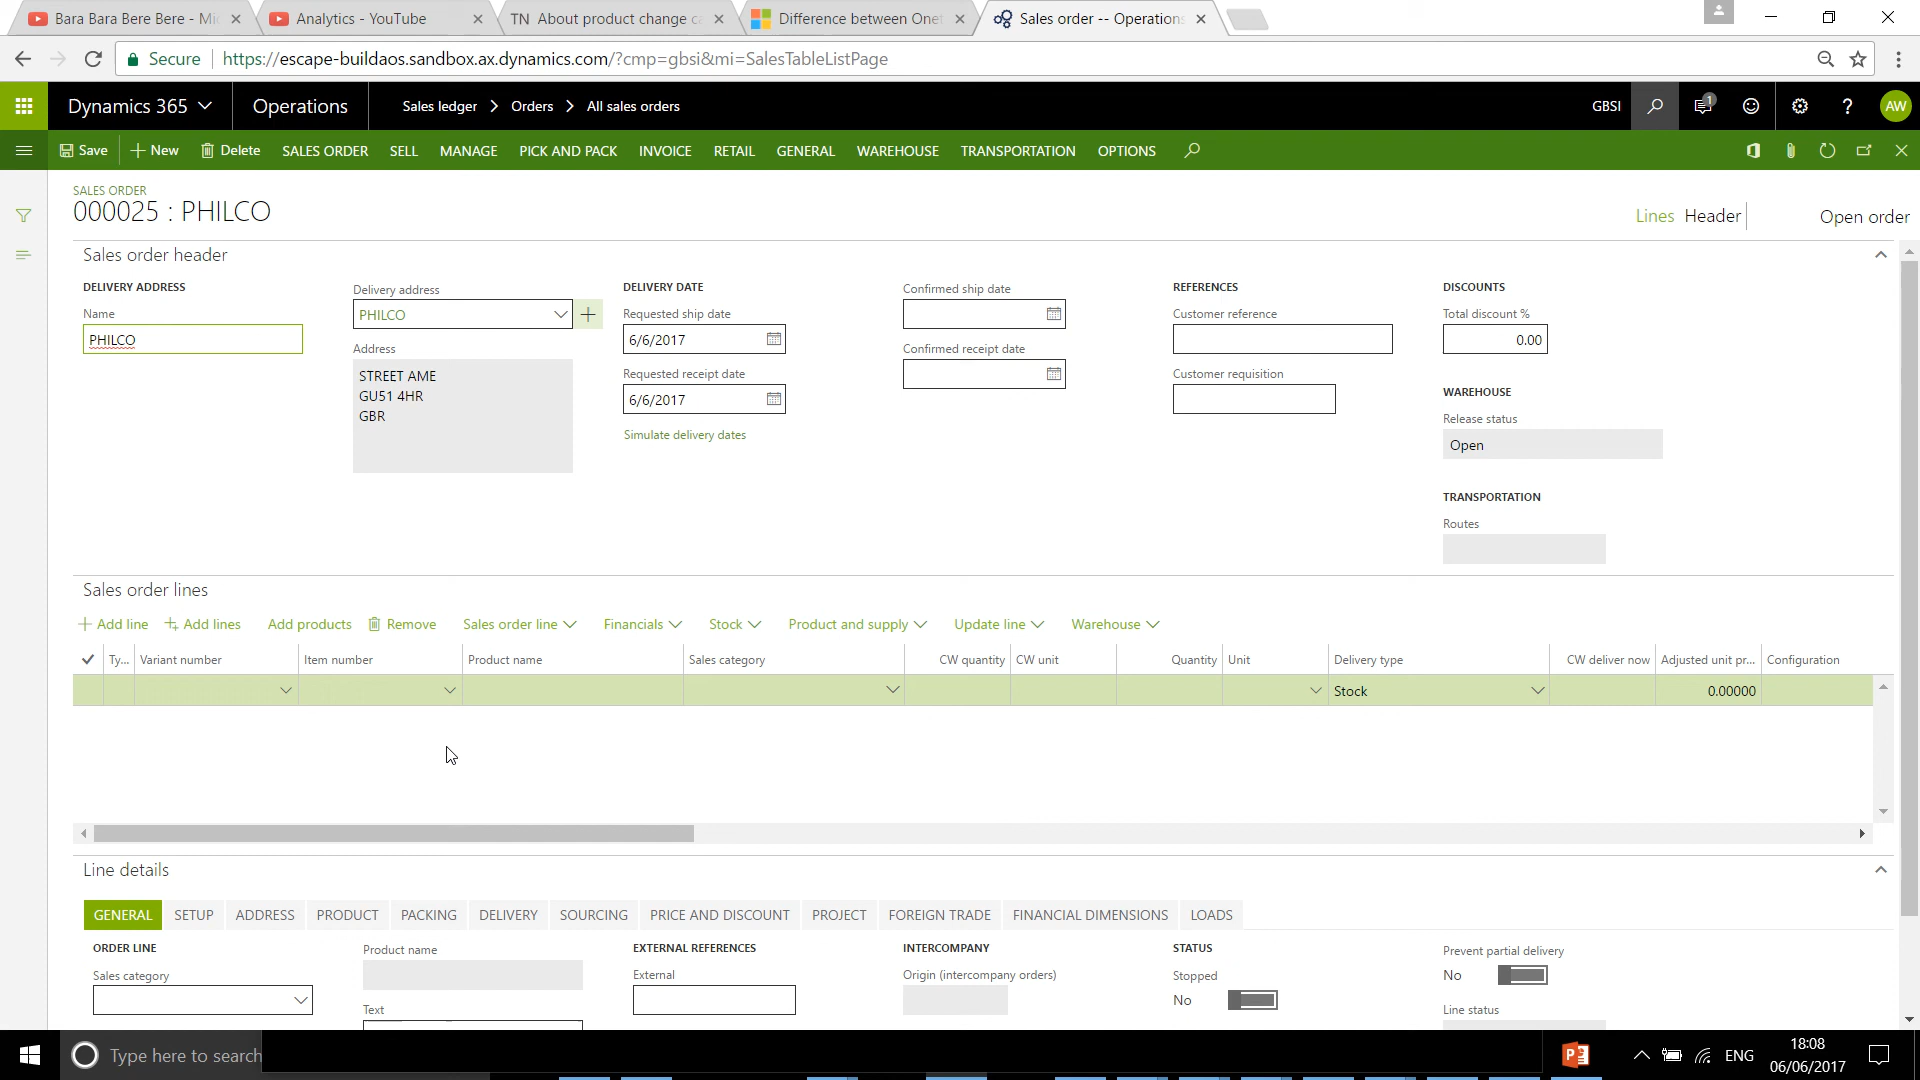 Bara Bara Bere Bere - Mi
Analytics - YouTube
TN About product change ca
Difference between Onet
Sales order -- Operations
Secure https://escape-buildaos.sandbox.ax.dynamics.com/?cmp=gbsi&mi=SalesTableListPage
Dynamics 365 Operations Sales ledger > Orders > All sales orders GBSI 1 ? AW
Save + New Delete SALES ORDER SELL MANAGE PICK AND PACK INVOICE RETAIL GENERAL WAREHOUSE TRANSPORTATION OPTIONS
SALES ORDER
000025 : PHILCO
Lines Header Open order
Sales order header
DELIVERY ADDRESS
Name
PHILCO
Delivery address
PHILCO
Address
STREET AME
GU51 4HR
GBR
DELIVERY DATE
Requested ship date
6/6/2017
Requested receipt date
6/6/2017
Simulate delivery dates
Confirmed ship date
Confirmed receipt date
REFERENCES
Customer reference
Customer requisition
DISCOUNTS
Total discount %
0.00
WAREHOUSE
Release status
Open
TRANSPORTATION
Routes
Sales order lines
+ Add line Add lines Add products Remove Sales order line Financials Stock Product and supply Update line Warehouse
Ty... Variant number Item number Product name Sales category CW quantity CW unit Quantity Unit Delivery type CW deliver now Adjusted unit pr... Configuration
Stock 0.00000
Line details
GENERAL SETUP ADDRESS PRODUCT PACKING DELIVERY SOURCING PRICE AND DISCOUNT PROJECT FOREIGN TRADE FINANCIAL DIMENSIONS LOADS
ORDER LINE
Sales category
Product name
Text
EXTERNAL REFERENCES
External
INTERCOMPANY
Origin (intercompany orders)
STATUS
Stopped
No
Prevent partial delivery
No
Line status
Type here to search
ENG
18:08
06/06/2017